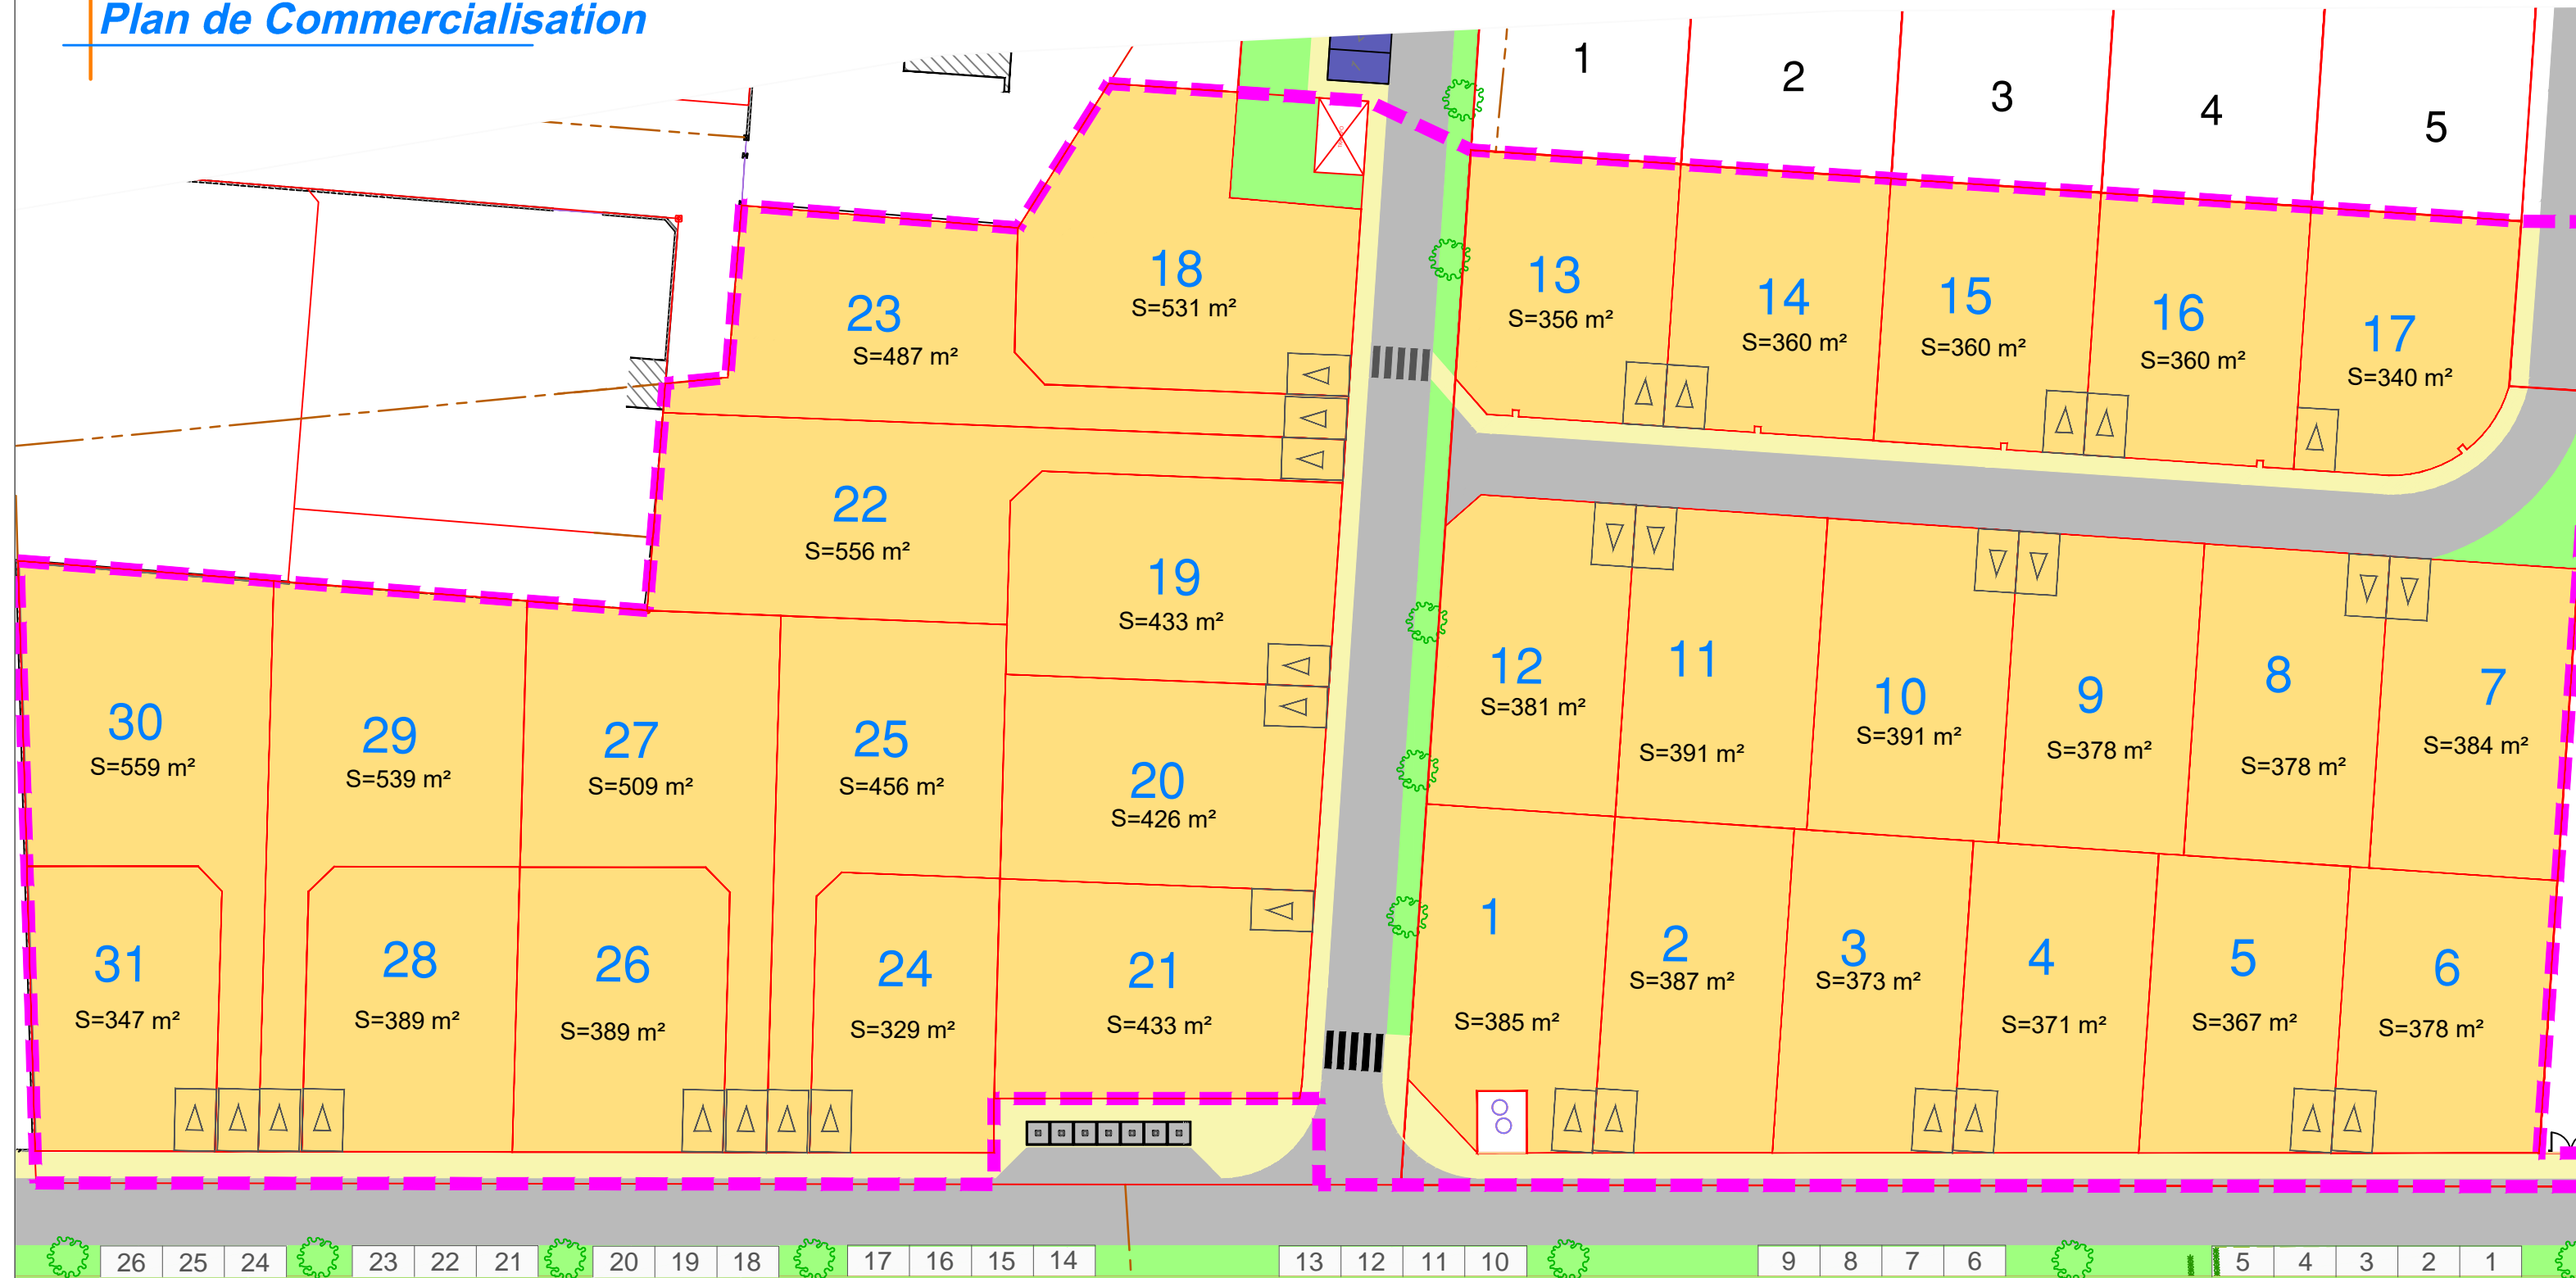 Plan de Commercialisation
1
2
3
4
5
18
S=531 m²
23
S=487 m²
13
S=356 m²
14
S=360 m²
15
S=360 m²
16
S=360 m²
17
S=340 m²
22
S=556 m²
19
S=433 m²
12
S=381 m²
11
S=391 m²
10
S=391 m²
9
S=378 m²
8
S=378 m²
7
S=384 m²
30
S=559 m²
29
S=539 m²
27
S=509 m²
25
S=456 m²
20
S=426 m²
31
S=347 m²
28
S=389 m²
26
S=389 m²
24
S=329 m²
21
S=433 m²
1
S=385 m²
2
S=387 m²
3
S=373 m²
4
S=371 m²
5
S=367 m²
6
S=378 m²
26 25 24 23 22 21 20 19 18 17 16 15 14 13 12 11 10 9 8 7 6 5 4 3 2 1